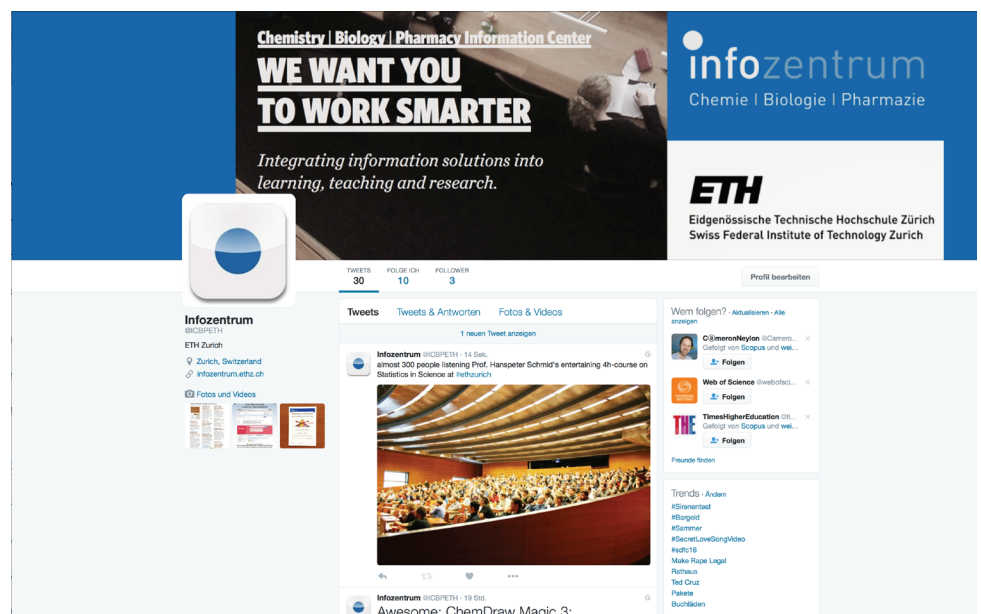 Chemistry | Biology | Pharmacy Information Center
WE WANT YOU
TO WORK SMARTER
Integrating information solutions into
learning, teaching and research.
infozentrum
Chemie | Biologie | Pharmazie
ETH
Eidgenössische Technische Hochschule Zürich
Swiss Federal Institute of Technology Zurich
TWEETS
30
FOLGE ICH
10
FOLLOWER
3
Profil bearbeiten
Infozentrum
@ICBPETH
ETH Zurich
Zurich, Switzerland
infozentrum.ethz.ch
Fotos und Videos
Tweets Tweets & Antworten Fotos & Videos
1 neuen Tweet anzeigen
Infozentrum @ICBPETH · 14 Sek.
almost 300 people listening Prof. Hanspeter Schmid's entertaining 4h-course on
Statistics in Science at #ethzurich
Infozentrum @ICBPETH · 19 Std.
Awesome: ChemDraw Magic 3:
Wem folgen? · Aktualisieren · Alle
anzeigen
C@meronNeylon @Camero...
Gefolgt von Scopus und wei...
Folgen
Web of Science @webofsci...
Folgen
THE
TimesHigherEducation @ti...
Gefolgt von Scopus und wei...
Folgen
Freunde finden
Trends · Ändern
#Sirenentest
#Bargeld
#Sammer
#SecretLoveSongVideo
#sdfc16
Make Rape Legal
Rathaus
Ted Cruz
Pakete
Buchläden